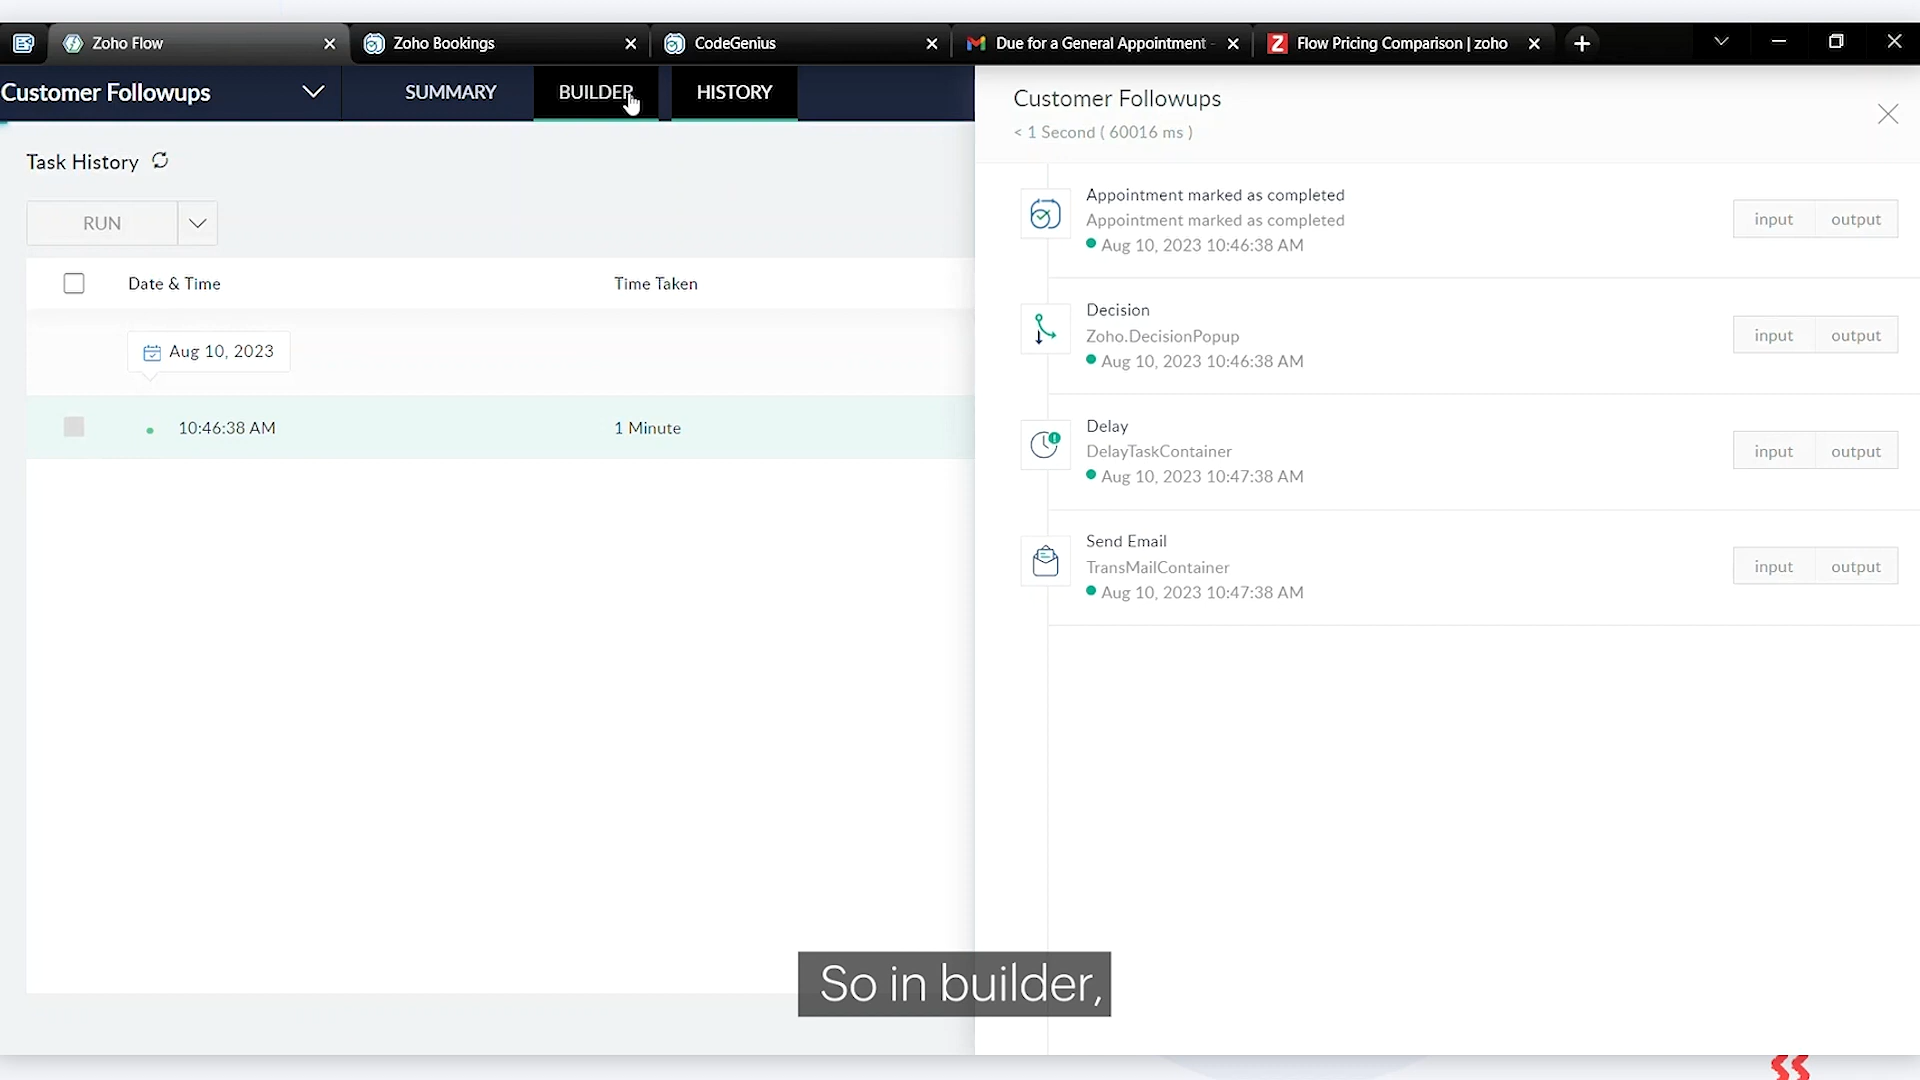 Zoho Flow
Zoho Bookings
CodeGenius
Due for a General Appointment -
Flow Pricing Comparison | zoho
Customer Followups
SUMMARY
BUILDER
HISTORY
Task History
RUN
Date & Time
Time Taken
Aug 10, 2023
10:46:38 AM
1 Minute
Customer Followups
< 1 Second ( 60016 ms )
Appointment marked as completed
Appointment marked as completed
Aug 10, 2023 10:46:38 AM
input
output
Decision
Zoho.DecisionPopup
Aug 10, 2023 10:46:38 AM
input
output
Delay
DelayTaskContainer
Aug 10, 2023 10:47:38 AM
input
output
Send Email
TransMailContainer
Aug 10, 2023 10:47:38 AM
input
output
So in builder,